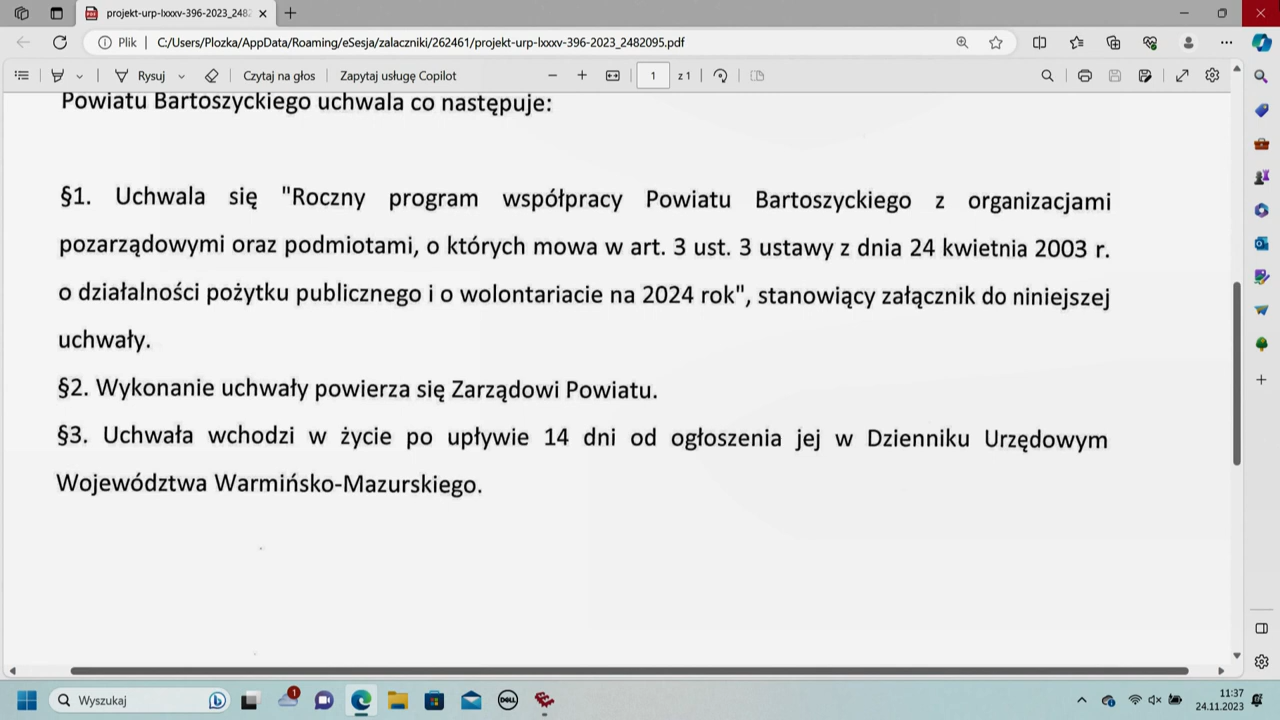 projekt-urp-lxxxv-396-2023_2482
Plik | C:/Users/Plozka/AppData/Roaming/eSesja/zalaczniki/262461/projekt-urp-lxxxv-396-2023_2482095.pdf
Rysuj Czytaj na głos Zapytaj usługę Copilot 1 z 1
Powiatu Bartoszyckiego uchwala co następuje:
§1. Uchwala się "Roczny program współpracy Powiatu Bartoszyckiego z organizacjami
pozarządowymi oraz podmiotami, o których mowa w art. 3 ust. 3 ustawy z dnia 24 kwietnia 2003 r.
o działalności pożytku publicznego i o wolontariacie na 2024 rok", stanowiący załącznik do niniejszej
uchwały.
§2. Wykonanie uchwały powierza się Zarządowi Powiatu.
§3. Uchwała wchodzi w życie po upływie 14 dni od ogłoszenia jej w Dzienniku Urzędowym
Województwa Warmińsko-Mazurskiego.
Wyszukaj
1
DELL
11:37
24.11.2023